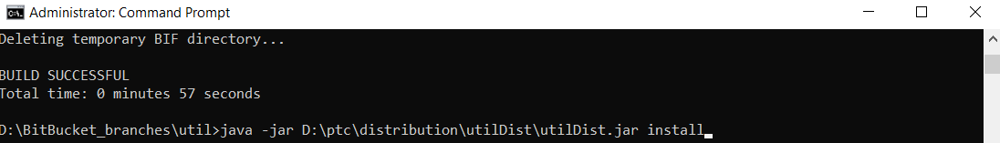 Administrator: Command Prompt
Deleting temporary BIF directory...
BUILD SUCCESSFUL
Total time: 0 minutes 57 seconds
D:\BitBucket_branches\util>java -jar D:\ptc\distribution\utilDist\utilDist.jar install